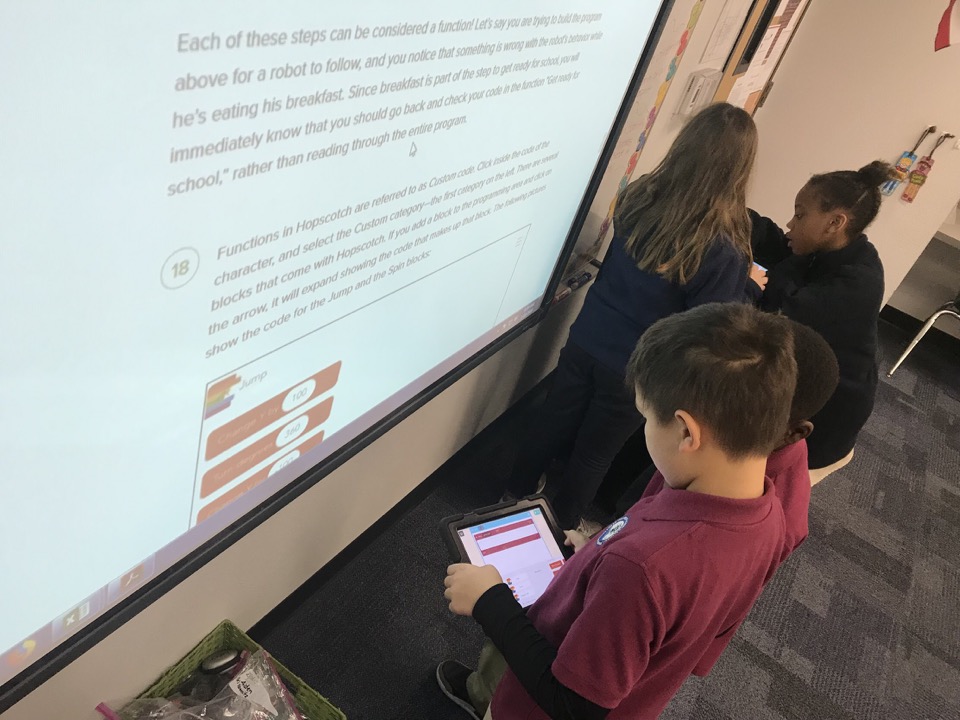 Each of these steps can be considered a function! Let's say you are trying to build the program
above for a robot to follow, and you notice that something is wrong with the robot's behavior while
he's eating his breakfast. Since breakfast is part of the step to get ready for school, you will
immediately know that you should go back and check your code in the function "Get ready for
school," rather than reading through the entire program.
18
Functions in Hopscotch are referred to as Custom code. Click inside the code of the
character, and select the Custom category—the first category on the left. There are several
blocks that come with Hopscotch. If you add a block to the programming area and click on
the arrow, it will expand showing the code that makes up that block. The following pictures
show the code for the Jump and the Spin blocks:
Jump
Change Y by 100
Spin degrees 360